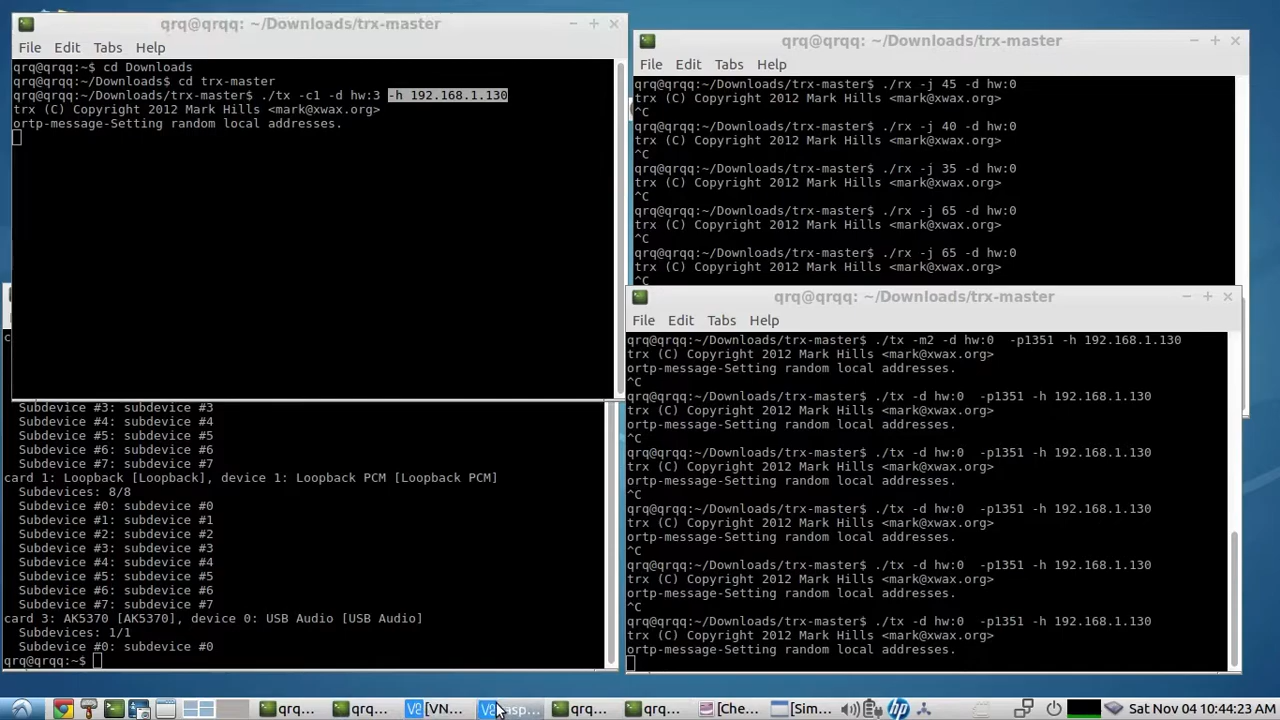 qrq@qrqq: ~/Downloads/trx-master
File Edit Tabs Help
qrq@qrqq:~$ cd Downloads
qrq@qrqq:~/Downloads$ cd trx-master
qrq@qrqq:~/Downloads/trx-master$ ./tx -c1 -d hw:3 -h 192.168.1.130
trx (C) Copyright 2012 Mark Hills <mark@xwax.org>
ortp-message-Setting random local addresses.
qrq@qrqq: ~/Downloads/trx-master
File Edit Tabs Help
qrq@qrqq:~/Downloads/trx-master$ ./rx -j 45 -d hw:0
trx (C) Copyright 2012 Mark Hills <mark@xwax.org>
^C
qrq@qrqq:~/Downloads/trx-master$ ./rx -j 40 -d hw:0
trx (C) Copyright 2012 Mark Hills <mark@xwax.org>
^C
qrq@qrqq:~/Downloads/trx-master$ ./rx -j 35 -d hw:0
trx (C) Copyright 2012 Mark Hills <mark@xwax.org>
^C
qrq@qrqq:~/Downloads/trx-master$ ./rx -j 65 -d hw:0
trx (C) Copyright 2012 Mark Hills <mark@xwax.org>
^C
qrq@qrqq:~/Downloads/trx-master$ ./rx -j 65 -d hw:0
trx (C) Copyright 2012 Mark Hills <mark@xwax.org>
^C
c
Subdevice #3: subdevice #3
Subdevice #4: subdevice #4
Subdevice #5: subdevice #5
Subdevice #6: subdevice #6
Subdevice #7: subdevice #7
card 1: Loopback [Loopback], device 1: Loopback PCM [Loopback PCM]
Subdevices: 8/8
Subdevice #0: subdevice #0
Subdevice #1: subdevice #1
Subdevice #2: subdevice #2
Subdevice #3: subdevice #3
Subdevice #4: subdevice #4
Subdevice #5: subdevice #5
Subdevice #6: subdevice #6
Subdevice #7: subdevice #7
card 3: AK5370 [AK5370], device 0: USB Audio [USB Audio]
Subdevices: 1/1
Subdevice #0: subdevice #0
qrq@qrqq:~$
qrq@qrqq: ~/Downloads/trx-master
File Edit Tabs Help
qrq@qrqq:~/Downloads/trx-master$ ./tx -m2 -d hw:0 -p1351 -h 192.168.1.130
trx (C) Copyright 2012 Mark Hills <mark@xwax.org>
ortp-message-Setting random local addresses.
^C
qrq@qrqq:~/Downloads/trx-master$ ./tx -d hw:0 -p1351 -h 192.168.1.130
trx (C) Copyright 2012 Mark Hills <mark@xwax.org>
ortp-message-Setting random local addresses.
^C
qrq@qrqq:~/Downloads/trx-master$ ./tx -d hw:0 -p1351 -h 192.168.1.130
trx (C) Copyright 2012 Mark Hills <mark@xwax.org>
ortp-message-Setting random local addresses.
^C
qrq@qrqq:~/Downloads/trx-master$ ./tx -d hw:0 -p1351 -h 192.168.1.130
trx (C) Copyright 2012 Mark Hills <mark@xwax.org>
ortp-message-Setting random local addresses.
^C
qrq@qrqq:~/Downloads/trx-master$ ./tx -d hw:0 -p1351 -h 192.168.1.130
trx (C) Copyright 2012 Mark Hills <mark@xwax.org>
ortp-message-Setting random local addresses.
^C
qrq@qrqq:~/Downloads/trx-master$ ./tx -d hw:0 -p1351 -h 192.168.1.130
trx (C) Copyright 2012 Mark Hills <mark@xwax.org>
ortp-message-Setting random local addresses.
qrq... qrq... [VN... qrq... qrq... [Che... [Sim... hp Sat Nov 04 10:44:23 AM